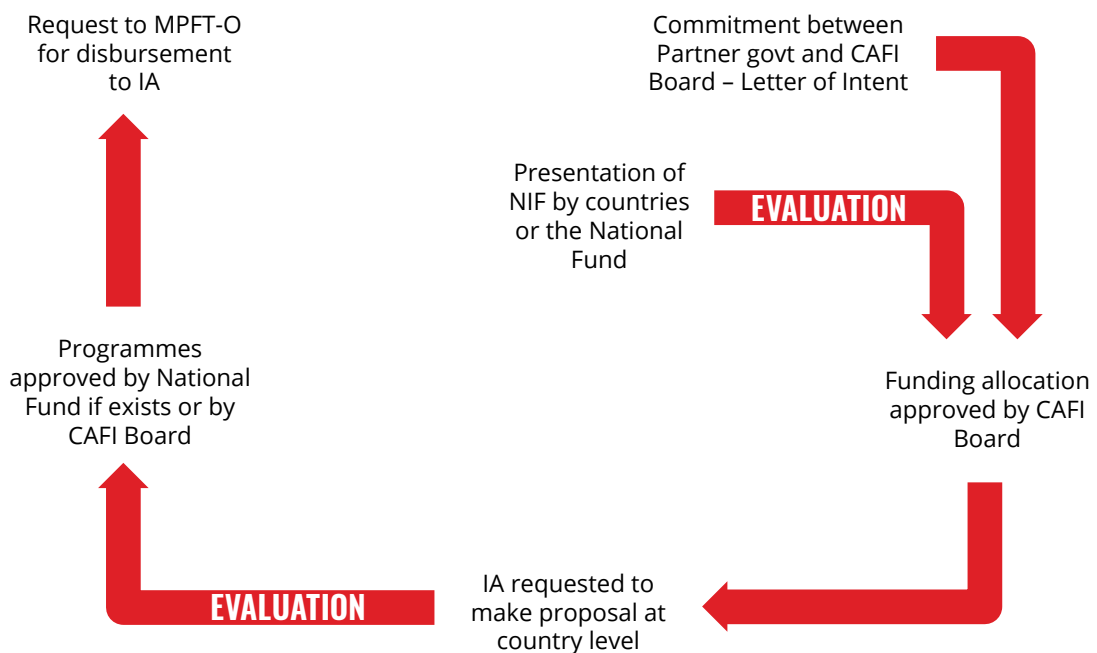 Request to MPFT-O
for disbursement
to IA
Commitment between
Partner govt and CAFI
Board – Letter of Intent
Presentation of
NIF by countries
or the National
Fund
EVALUATION
Programmes
approved by National
Fund if exists or by
CAFI Board
Funding allocation
approved by CAFI
Board
EVALUATION
IA requested to
make proposal at
country level